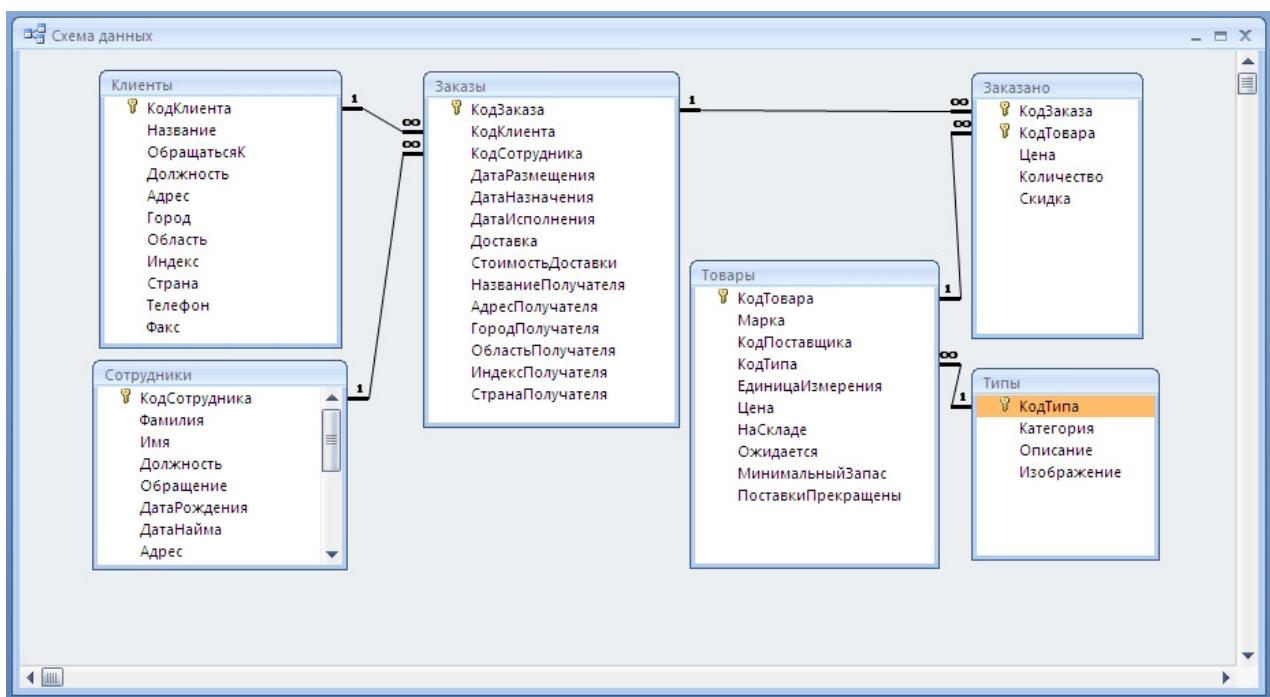 Схема данных
Клиенты
КодКлиента
Название
ОбращатьсяК
Должность
Адрес
Город
Область
Индекс
Страна
Телефон
Факс
Сотрудники
КодСотрудника
Фамилия
Имя
Должность
Обращение
ДатаРождения
ДатаНайма
Адрес
Заказы
КодЗаказа
КодКлиента
КодСотрудника
ДатаРазмещения
ДатаНазначения
ДатаИсполнения
Доставка
СтоимостьДоставки
НазваниеПолучателя
АдресПолучателя
ГородПолучателя
ОбластьПолучателя
ИндексПолучателя
СтранаПолучателя
Товары
КодТовара
Марка
КодПоставщика
КодТипа
ЕдиницаИзмерения
Цена
НаСкладе
Ожидается
МинимальныйЗапас
ПоставкиПрекращены
Заказано
КодЗаказа
КодТовара
Цена
Количество
Скидка
Типы
КодТипа
Категория
Описание
Изображение
1
∞
∞
1
1
∞
∞
1
∞
1